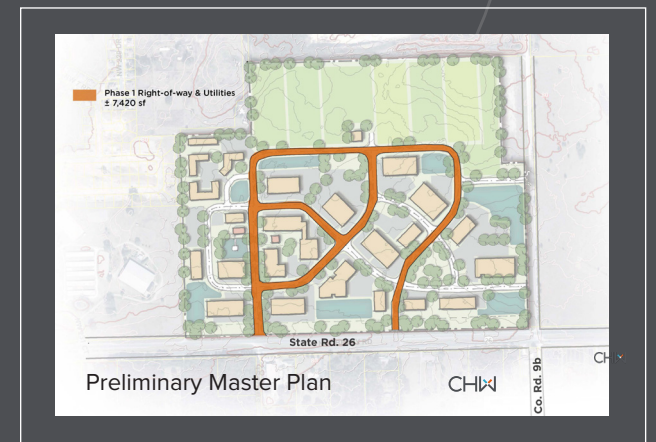 Phase 1 Right-of-way & Utilities
± 7,420 sf
State Rd. 26
Co. Rd. 9b
Preliminary Master Plan
CHW
CH